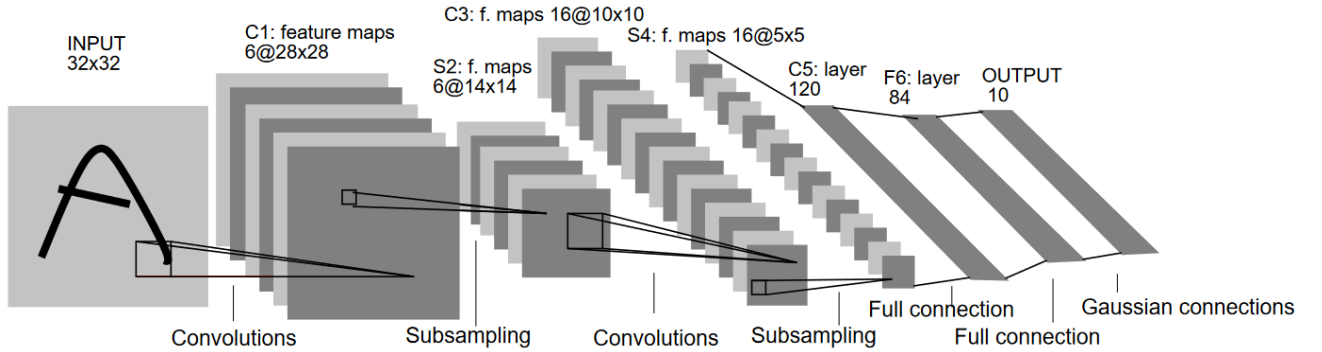 INPUT
32x32
C1: feature maps
6@28x28
S2: f. maps
6@14x14
C3: f. maps 16@10x10
S4: f. maps 16@5x5
C5: layer
120
F6: layer
84
OUTPUT
10
Convolutions
Subsampling
Convolutions
Subsampling
Full connection
Full connection
Gaussian connections